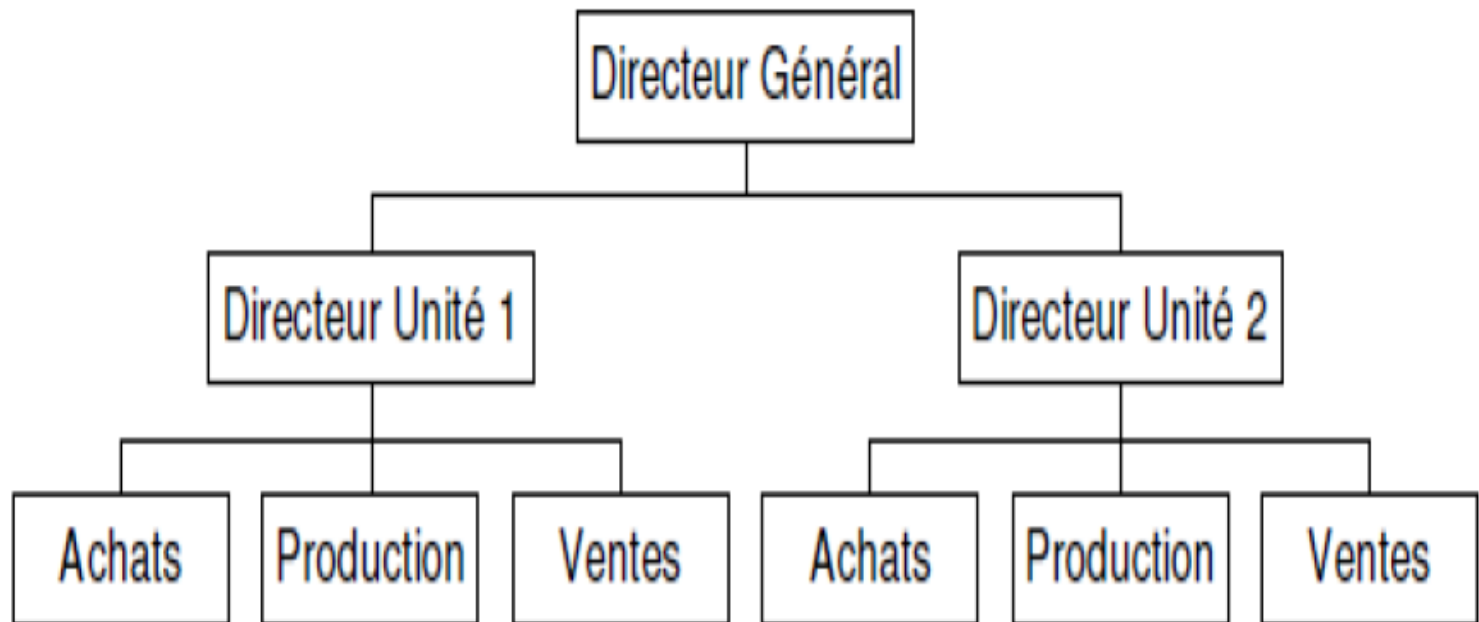 Directeur Général
Directeur Unité 1
Directeur Unité 2
Achats
Production
Ventes
Achats
Production
Ventes